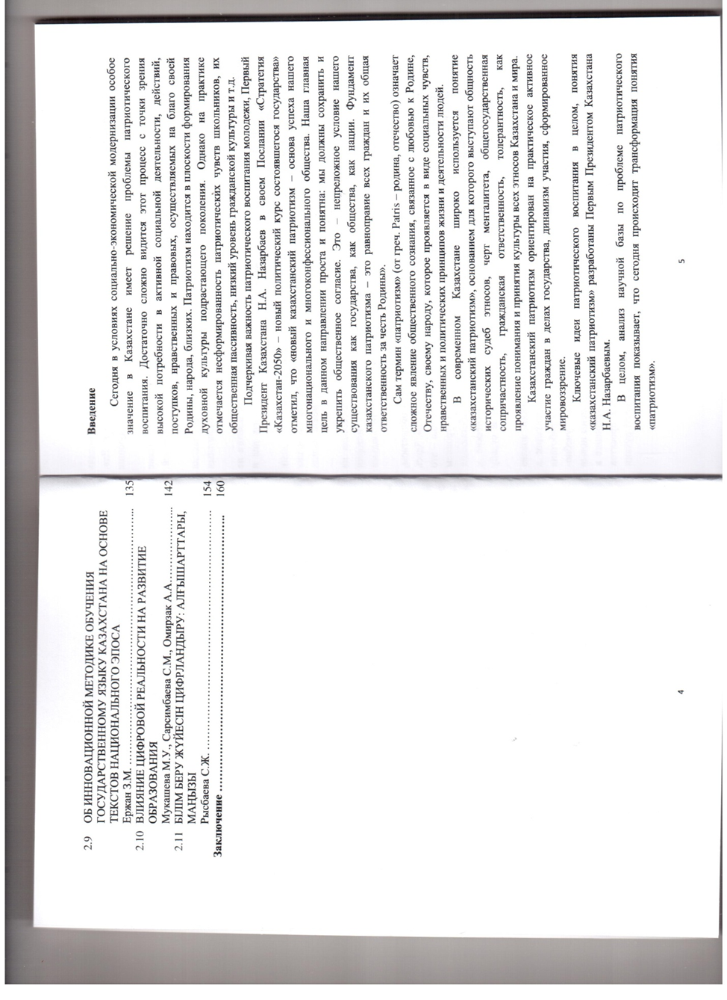 2.9 ОБ ИННОВАЦИОННОЙ МЕТОДИКЕ ОБУЧЕНИЯ
ГОСУДАРСТВЕННОМУ ЯЗЫКУ КАЗАХСТАНА НА ОСНОВЕ
ТЕКСТОВ НАЦИОНАЛЬНОГО ЭПОСА
Ержан З.М. ........................................................ 135
2.10 ВЛИЯНИЕ ЦИФРОВОЙ РЕАЛЬНОСТИ НА РАЗВИТИЕ
ОБРАЗОВАНИЯ
Мукашева М.У., Сарсимбаева С.М., Омирзак А.А................ 142
2.11 БІЛІМ БЕРУ ЖҮЙЕСІН ЦИФРЛАНДЫРУ: АЛҒЫШАРТТАРЫ,
МАҢЫЗЫ
Рысбаева С.Ж. ........................................................ 154
Заключение ........................................................ 160
4
Введение
Сегодня в условиях социально-экономической модернизации особое
значение в Казахстане имеет решение проблемы патриотического
воспитания. Достаточно сложно видится этот процесс с точки зрения
высокой потребности в активной социальной деятельности, действий,
поступков, нравственных и правовых, осуществляемых на благо своей
Родины, народа, близких. Патриотизм находится в плоскости формирования
духовной культуры подрастающего поколения. Однако на практике
отмечается несформированность патриотических чувств школьников, их
общественная пассивность, низкий уровень гражданской культуры и т.д.
Подчеркивая важность патриотического воспитания молодежи, Первый
Президент Казахстана Н.А. Назарбаев в своем Послании «Стратегия
«Казахстан-2050» – новый политический курс состоявшегося государства»
отметил, что «новый казахстанский патриотизм – основа успеха нашего
многонационального и многоконфессионального общества. Наша главная
цель в данном направлении проста и понятна: мы должны сохранить и
укрепить общественное согласие. Это – непреложное условие нашего
существования как государства, как общества, как нации. Фундамент
казахстанского патриотизма – это равноправие всех граждан и их общая
ответственность за честь Родины».
Сам термин «патриотизм» (от греч. Patris – родина, отечество) означает
сложное явление общественного сознания, связанное с любовью к Родине,
Отечеству, своему народу, которое проявляется в виде социальных чувств,
нравственных и политических принципов жизни и деятельности людей.
В современном Казахстане широко используется понятие
«казахстанский патриотизм», основанием для которого выступают общность
исторических судеб этносов, черт менталитета, общегосударственная
сопричастность, гражданская ответственность, толерантность, как
проявление понимания и принятия культуры всех этносов Казахстана и мира.
Казахстанский патриотизм ориентирован на практическое активное
участие граждан в делах государства, динамизм участия, сформированное
мировоззрение.
Ключевые идеи патриотического воспитания в целом, понятия
«казахстанский патриотизм» разработаны Первым Президентом Казахстана
Н.А. Назарбаевым.
В целом, анализ научной базы по проблеме патриотического
воспитания показывает, что сегодня происходит трансформация понятия
«патриотизм».
5